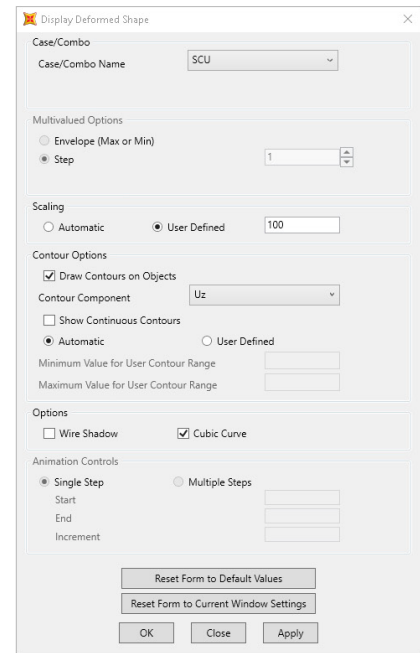 Display Deformed Shape
Case/Combo
Case/Combo Name SCU
Multivalued Options
Envelope (Max or Min)
Step 1
Scaling
Automatic User Defined 100
Contour Options
Draw Contours on Objects
Contour Component Uz
Show Continuous Contours
Automatic User Defined
Minimum Value for User Contour Range
Maximum Value for User Contour Range
Options
Wire Shadow Cubic Curve
Animation Controls
Single Step Multiple Steps
Start
End
Increment
Reset Form to Default Values
Reset Form to Current Window Settings
OK Close Apply